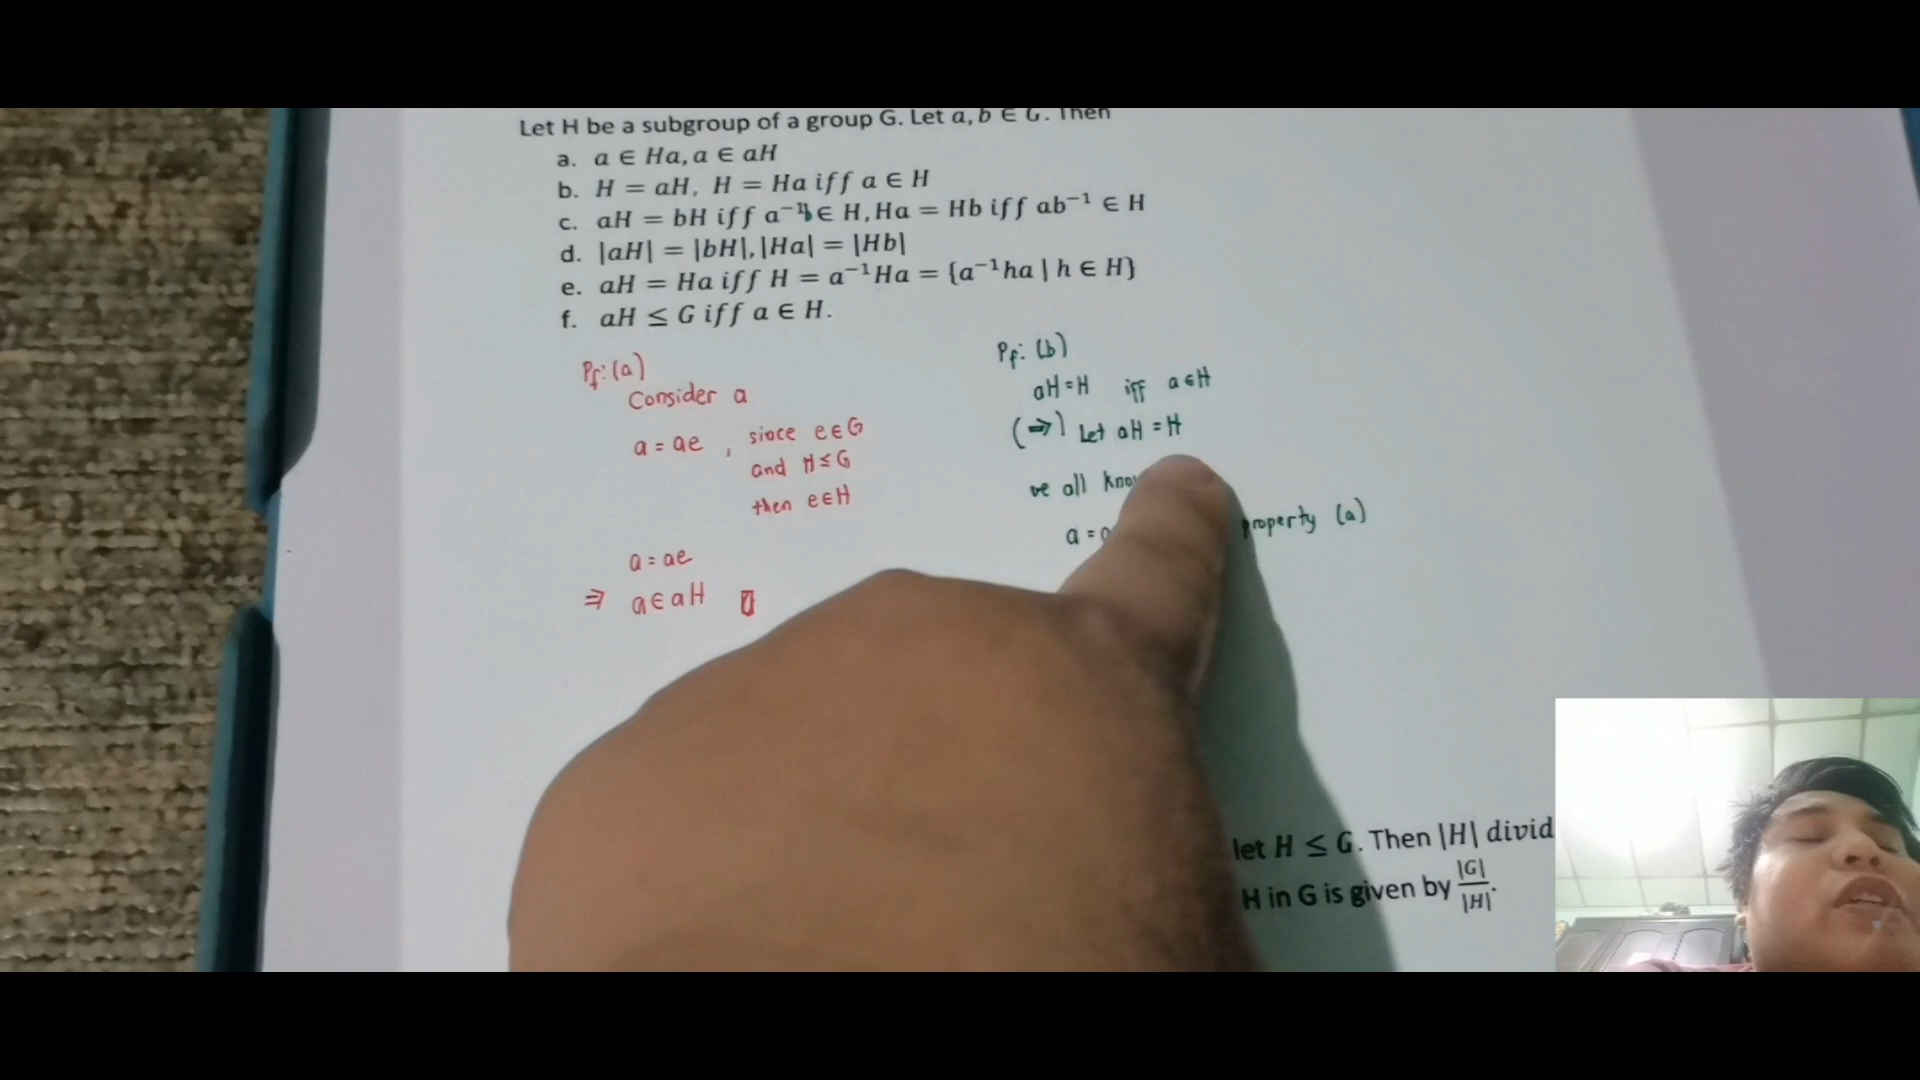 Let H be a subgroup of a group G. Let a, b ∈ G. Then
a. a ∈ Ha, a ∈ aH
b. H = aH, H = Ha iff a ∈ H
c. aH = bH iff a⁻¹b ∈ H, Ha = Hb iff ab⁻¹ ∈ H
d. |aH| = |bH|, |Ha| = |Hb|
e. aH = Ha iff H = a⁻¹Ha = {a⁻¹ha | h ∈ H}
f. aH ≤ G iff a ∈ H.
Pf: (a)
Consider a
a = ae , since e∈G
and H≤G
then e∈H
a = ae
⇒ a∈aH
Pf: (b)
aH = H iff a∈H
(⇒) Let aH = H
we all
a =
(a)
let H ≤ G. Then |H|
H in G is given by |G|/|H|.